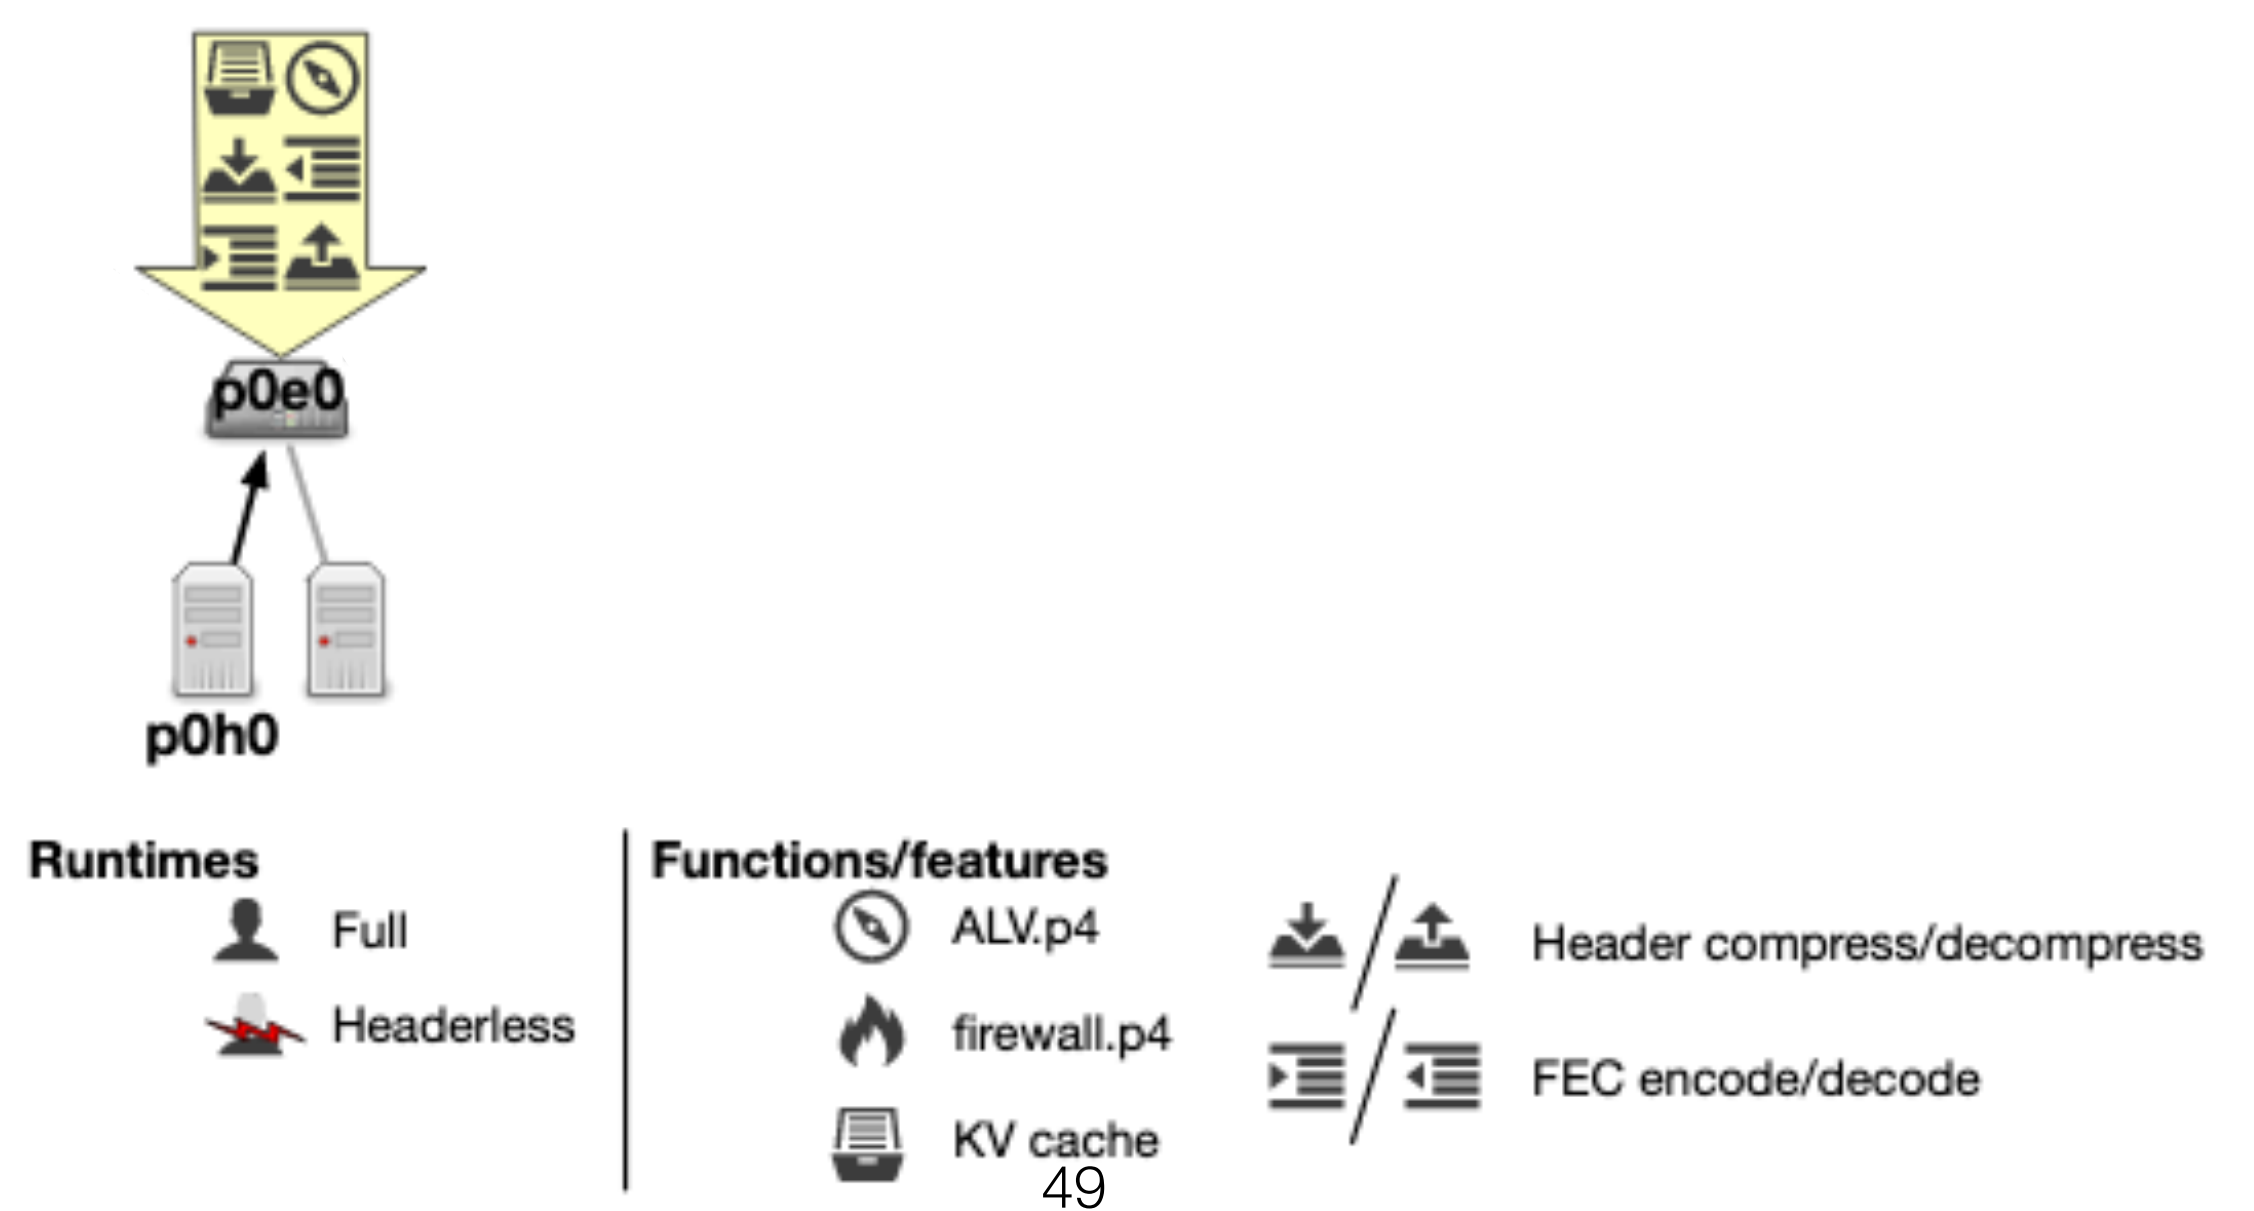 p0e0
p0h0
Runtimes
Full
Headerless
Functions/features
ALV.p4
firewall.p4
KV cache
Header compress/decompress
FEC encode/decode
49